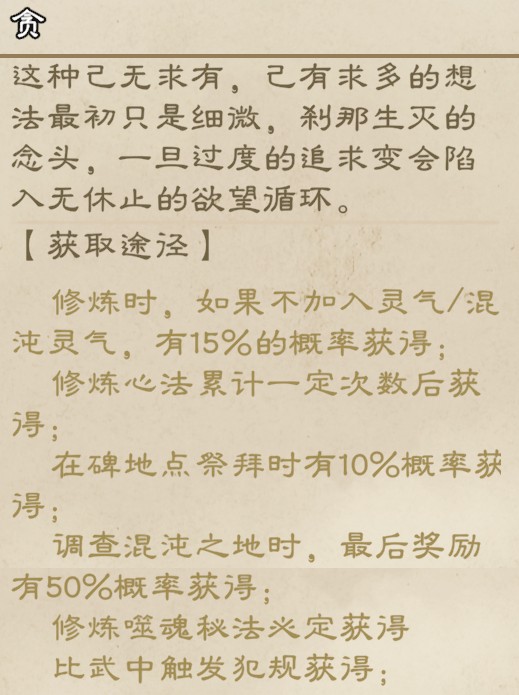 贪
这种己无求有，己有求多的想
法最初只是细微，刹那生灭的
念头，一旦过度的追求变会陷
入无休止的欲望循环。
【获取途径】
修炼时，如果不加入灵气/混
沌灵气，有15%的概率获得；
修炼心法累计一定次数后获
得；
在碑地点祭拜时有10%概率获
得；
调查混沌之地时，最后奖励
有50%概率获得；
修炼噬魂秘法必定获得
比武中触发犯规获得；